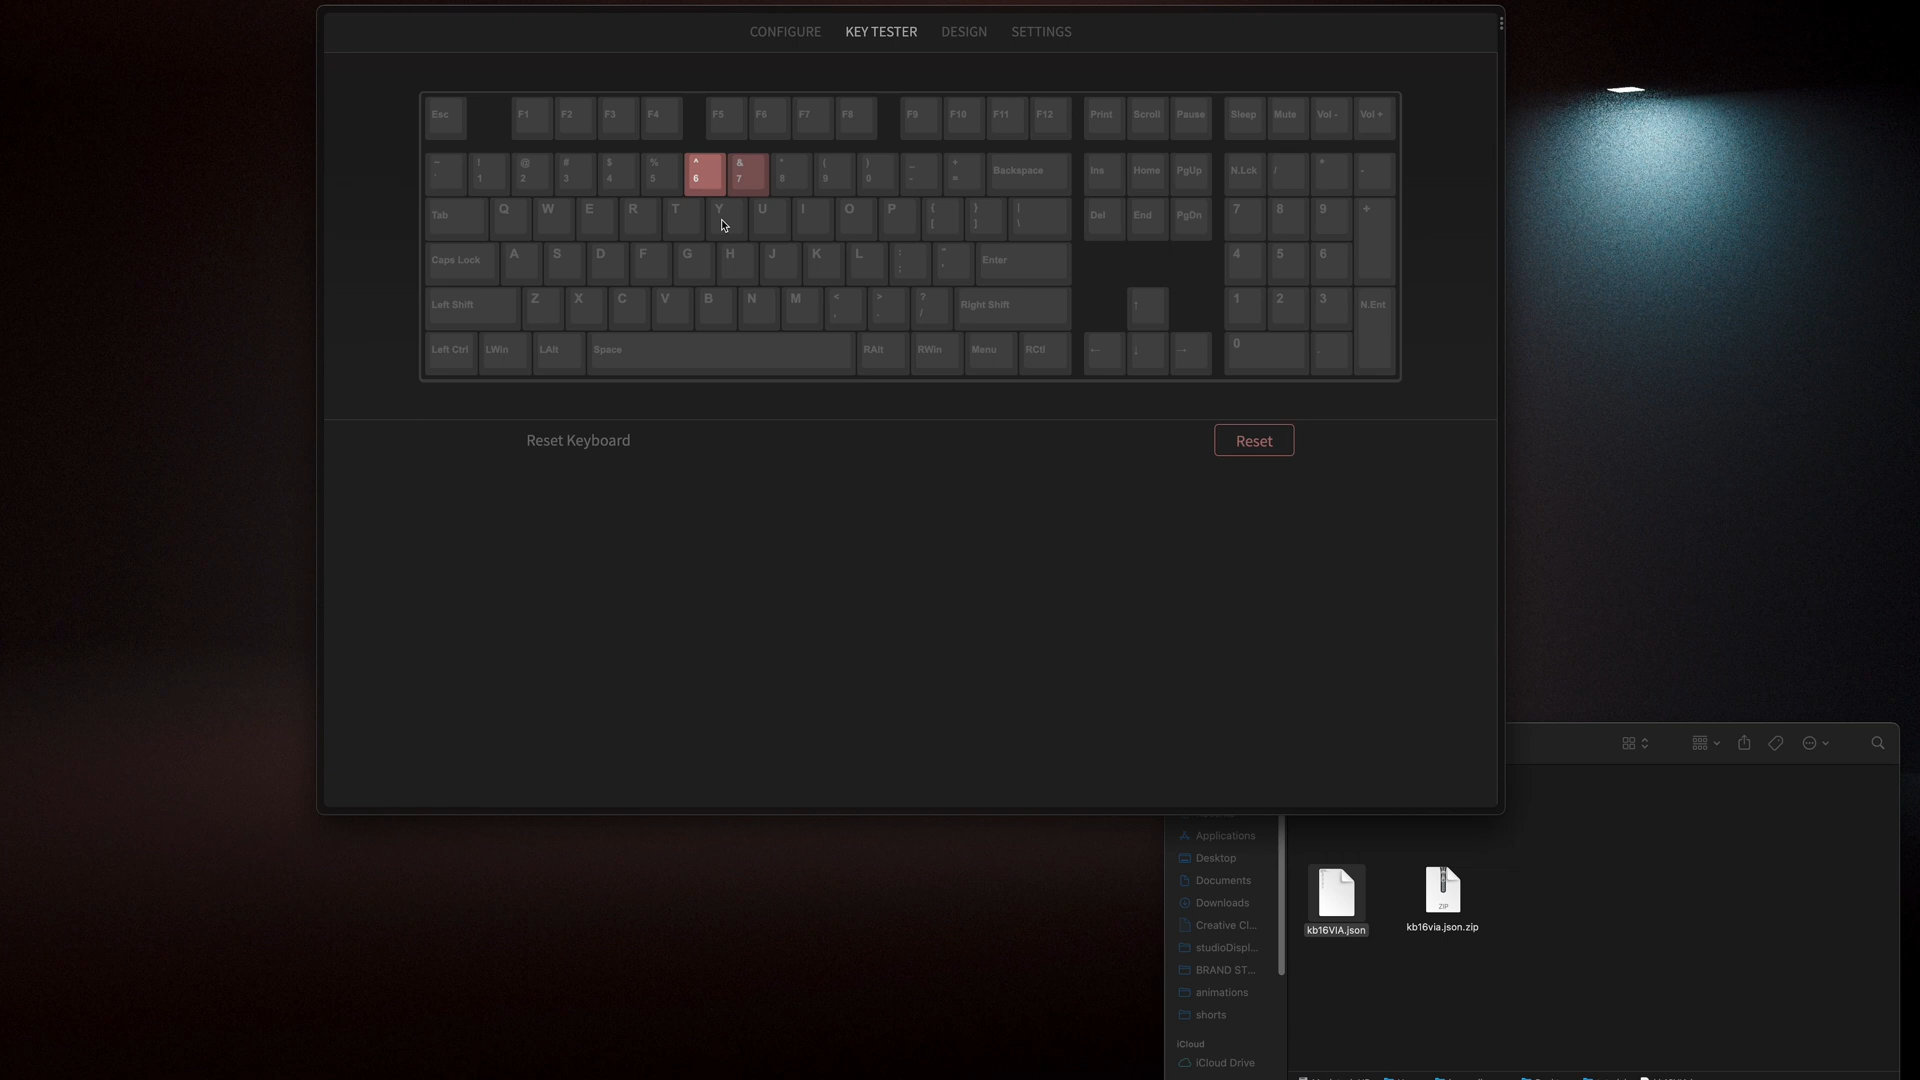 CONFIGURE KEY TESTER DESIGN SETTINGS
Esc F1 F2 F3 F4 F5 F6 F7 F8 F9 F10 F11 F12 Print Scroll Pause Sleep Mute Vol - Vol +
~ ! @ # $ % ^ & * ( ) _ +
` 1 2 3 4 5 6 7 8 9 0 - = Backspace Ins Home PgUp N.Lck / * -
Tab Q W E R T Y U I O P { } |
[ ] \ Del End PgDn 7 8 9 +
Caps Lock A S D F G H J K L : "
; ' Enter 4 5 6
Left Shift Z X C V B N M < > ?
, . / Right Shift ↑ 1 2 3 N.Ent
Left Ctrl LWin LAlt Space RAlt RWin Menu RCtl ← ↓ → 0 .
Reset Keyboard Reset
Applications
Desktop
Documents
Downloads
Creative Cl...
studioDispl...
BRAND ST...
animations
shorts
iCloud
iCloud Drive
ZIP
kb16VIA.json kb16via.json.zip